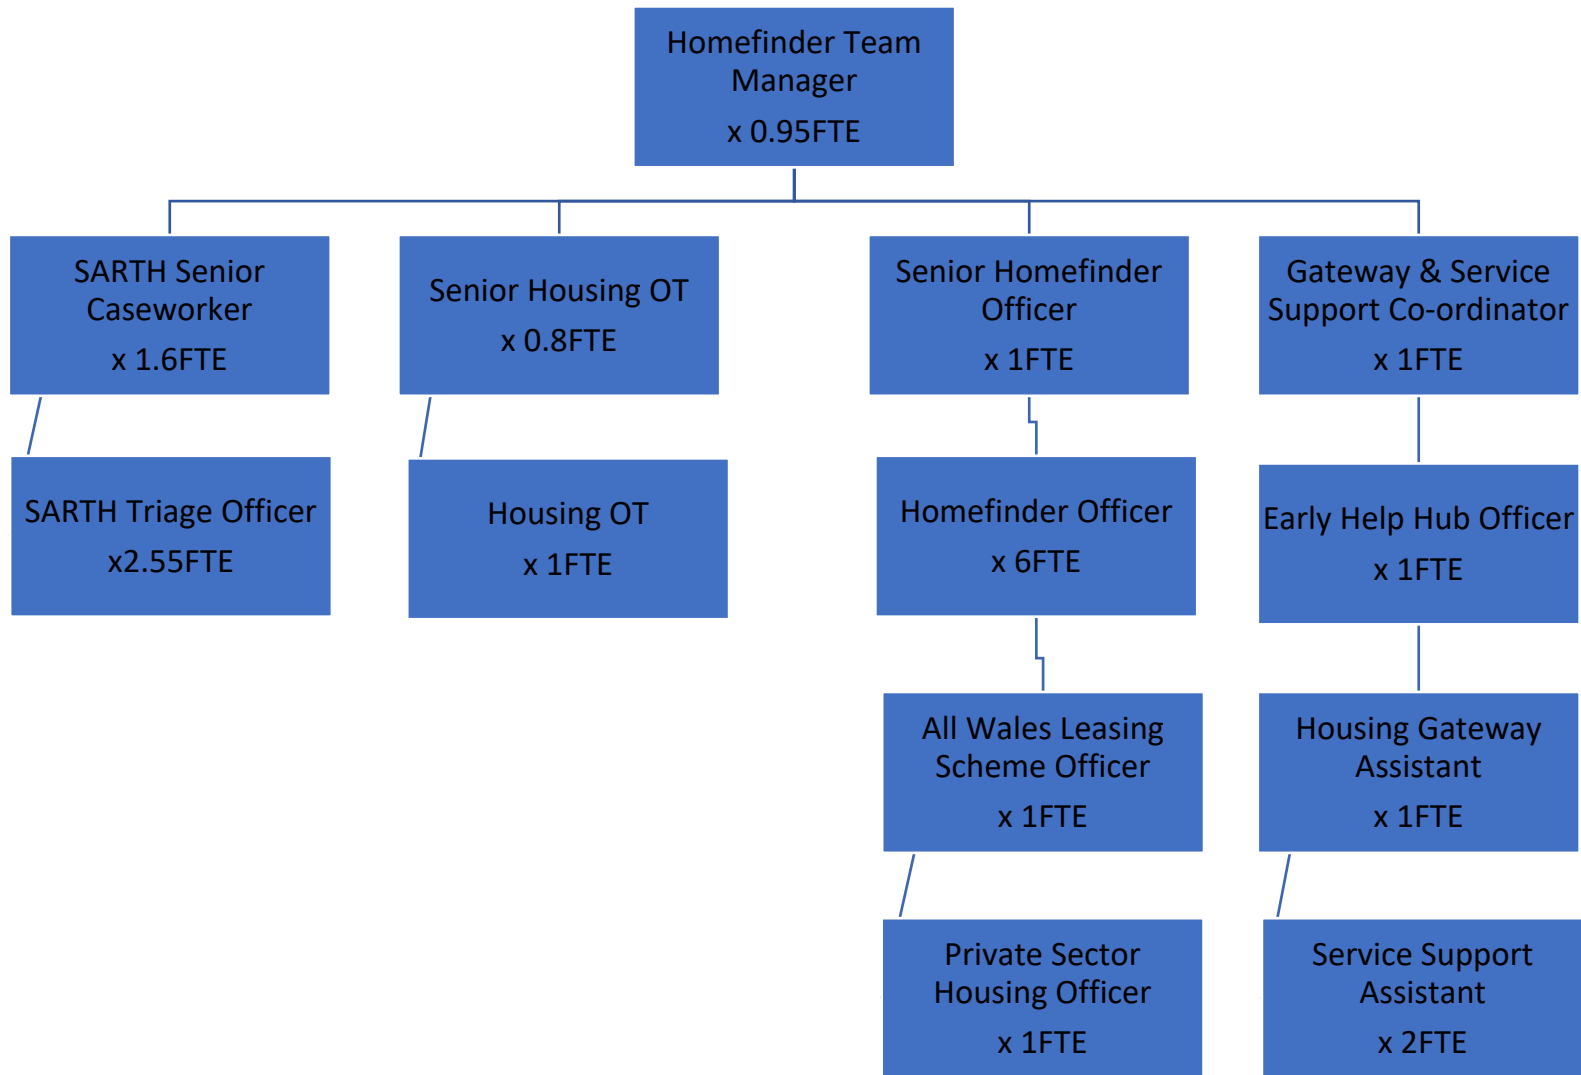 Homefinder Team
Manager
x 0.95FTE
SARTH Senior
Caseworker
x 1.6FTE
Senior Housing OT
x 0.8FTE
Senior Homefinder
Officer
x 1FTE
Gateway & Service
Support Co-ordinator
x 1FTE
SARTH Triage Officer
x2.55FTE
Housing OT
x 1FTE
Homefinder Officer
x 6FTE
Early Help Hub Officer
x 1FTE
All Wales Leasing
Scheme Officer
x 1FTE
Housing Gateway
Assistant
x 1FTE
Private Sector
Housing Officer
x 1FTE
Service Support
Assistant
x 2FTE